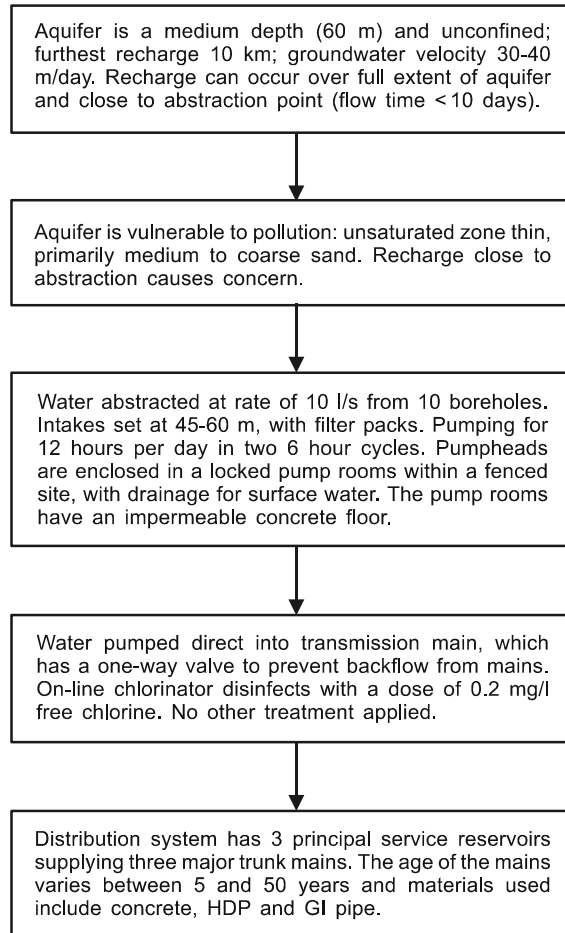 Aquifer is a medium depth (60 m) and unconfined;
furthest recharge 10 km; groundwater velocity 30-40
m/day. Recharge can occur over full extent of aquifer
and close to abstraction point (flow time <10 days).
Aquifer is vulnerable to pollution: unsaturated zone thin,
primarily medium to coarse sand. Recharge close to
abstraction causes concern.
Water abstracted at rate of 10 l/s from 10 boreholes.
Intakes set at 45-60 m, with filter packs. Pumping for
12 hours per day in two 6 hour cycles. Pumpheads
are enclosed in a locked pump rooms within a fenced
site, with drainage for surface water. The pump rooms
have an impermeable concrete floor.
Water pumped direct into transmission main, which
has a one-way valve to prevent backflow from mains.
On-line chlorinator disinfects with a dose of 0.2 mg/l
free chlorine. No other treatment applied.
Distribution system has 3 principal service reservoirs
supplying three major trunk mains. The age of the mains
varies between 5 and 50 years and materials used
include concrete, HDP and GI pipe.